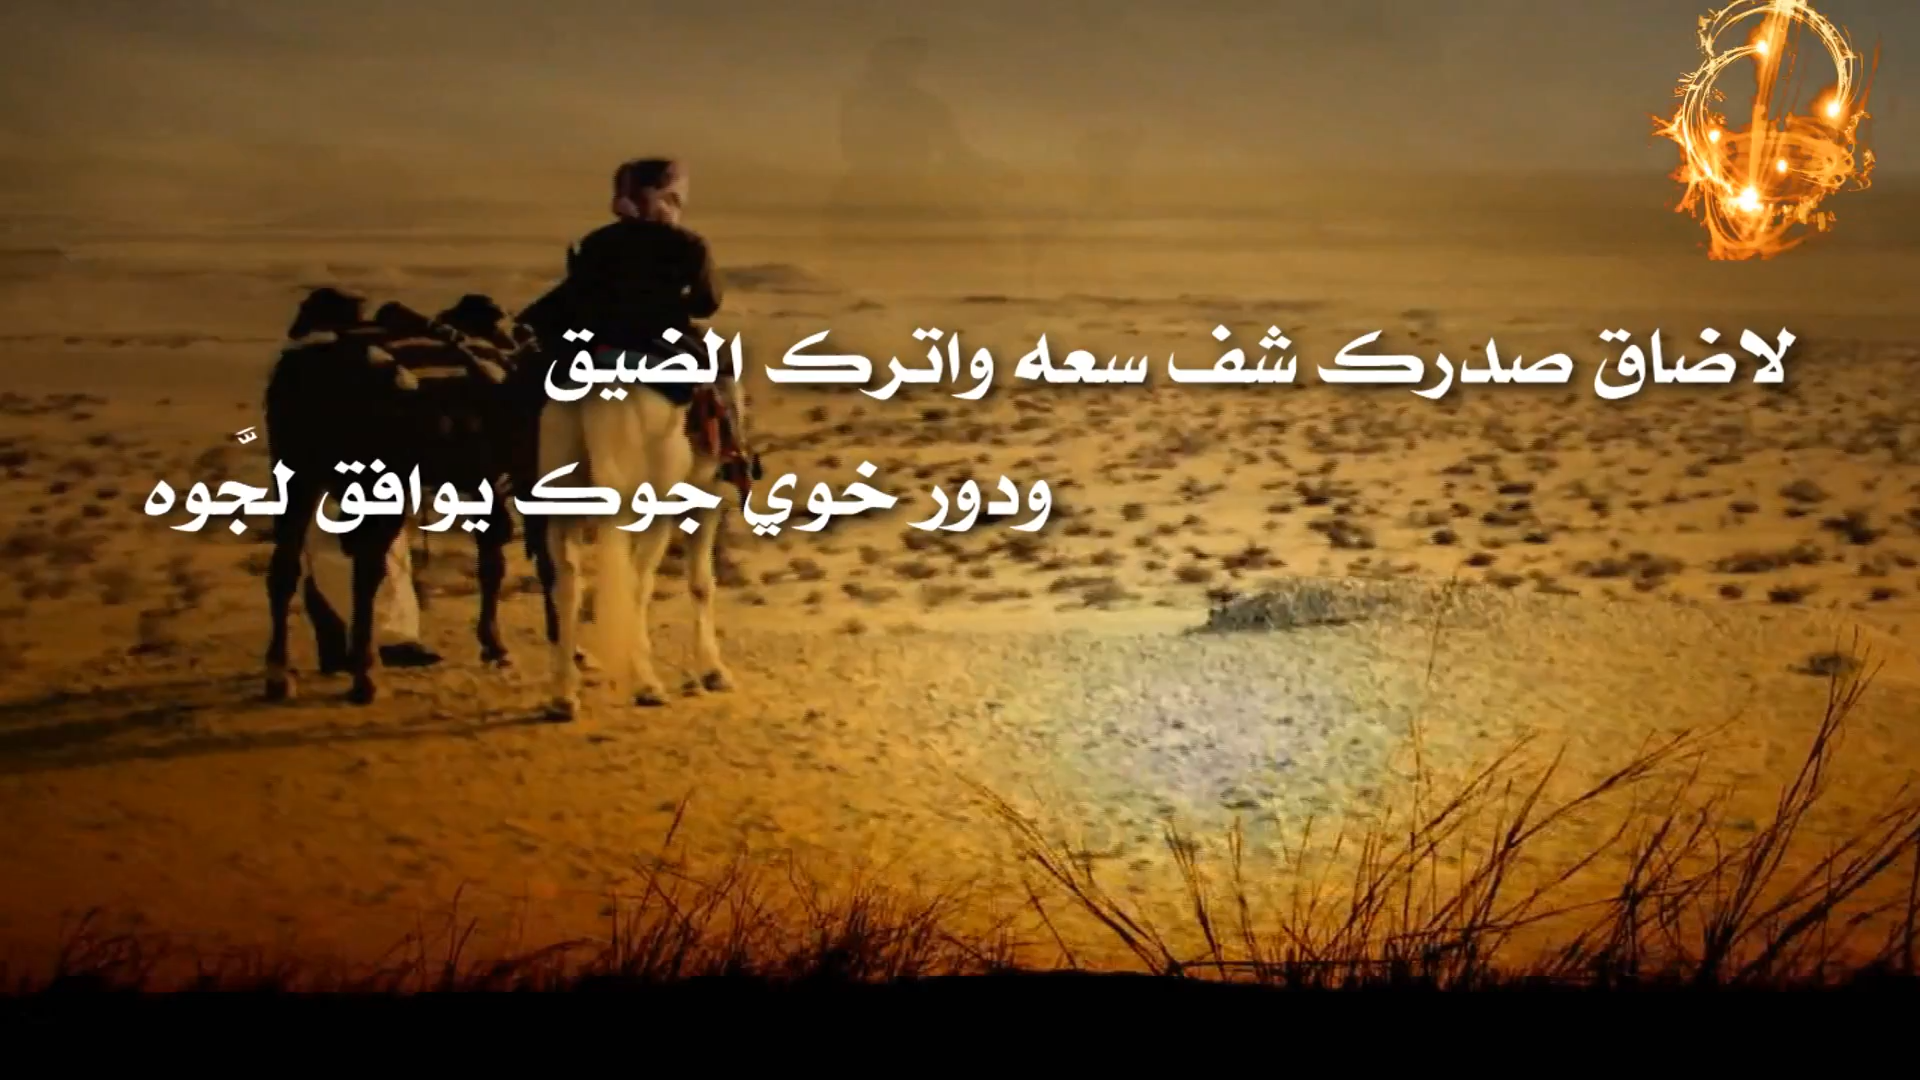 لاضاق صدرك شف سعه واترك الضيق
ودور خوي جوك يوافق لجَّوه